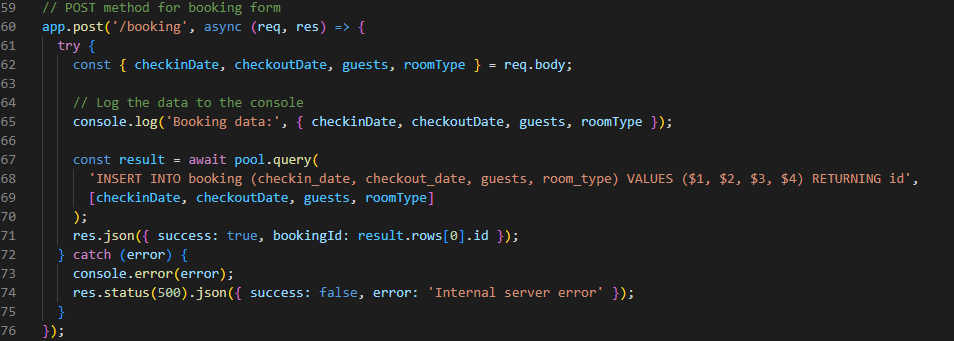 59 // POST method for booking form
60 app.post('/booking', async (req, res) => {
61 try {
62 const { checkinDate, checkoutDate, guests, roomType } = req.body;
63
64 // Log the data to the console
65 console.log('Booking data:', { checkinDate, checkoutDate, guests, roomType });
66
67 const result = await pool.query(
68 'INSERT INTO booking (checkin_date, checkout_date, guests, room_type) VALUES ($1, $2, $3, $4) RETURNING id',
69 [checkinDate, checkoutDate, guests, roomType]
70 );
71 res.json({ success: true, bookingId: result.rows[0].id });
72 } catch (error) {
73 console.error(error);
74 res.status(500).json({ success: false, error: 'Internal server error' });
75 }
76 });